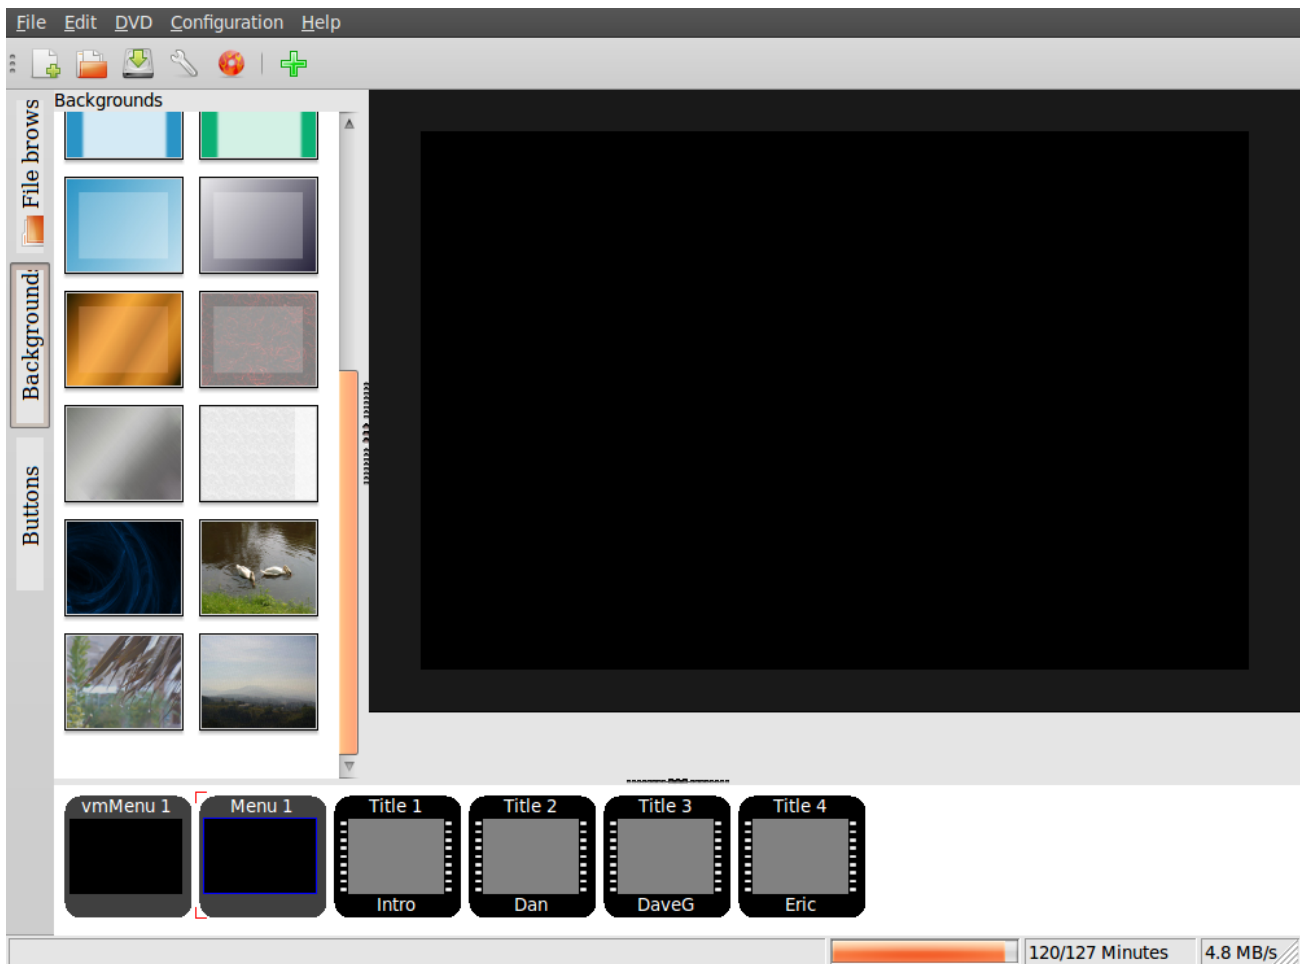 File Edit DVD Configuration Help
Backgrounds
File brows
Backgrounds
Buttons
vmMenu 1 Menu 1 Title 1 Title 2 Title 3 Title 4
Intro Dan DaveG Eric
120/127 Minutes 4.8 MB/s